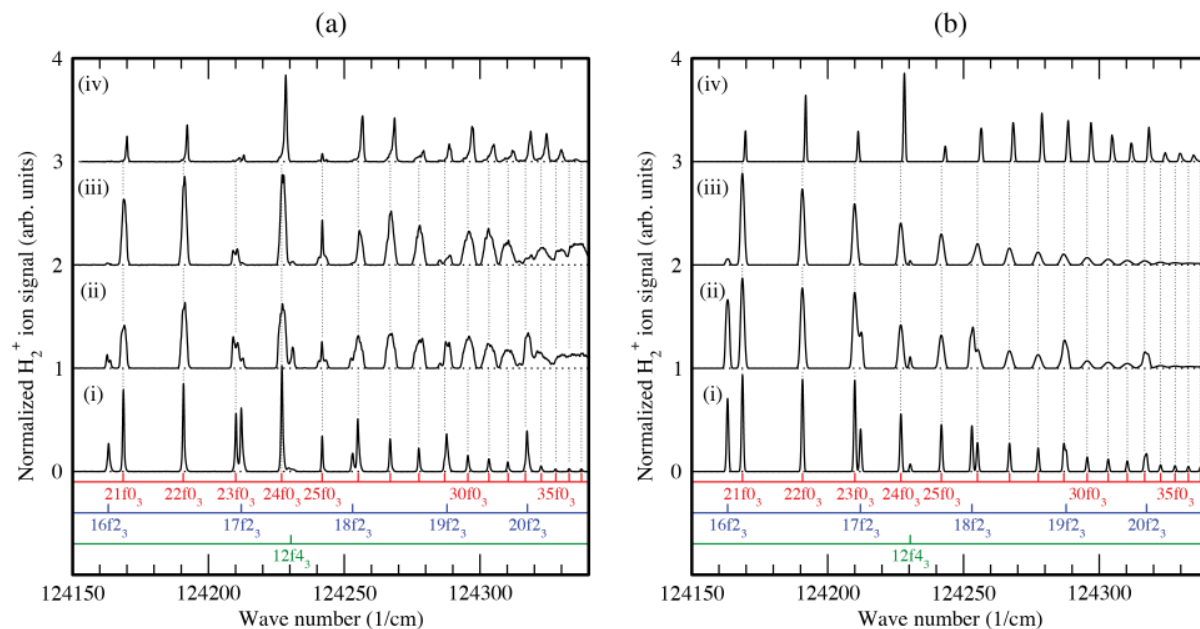 (a)
Normalized H₂⁺ ion signal (arb. units)
4
3
2
1
0
(iv)
(iii)
(ii)
(i)
21f0₃ 22f0₃ 23f0₃ 24f0₃ 25f0₃ 30f0₃ 35f0₃
16f2₃ 17f2₃ 18f2₃ 19f2₃ 20f2₃
12f4₃
124150 124200 124250 124300
Wave number (1/cm)
(b)
Normalized H₂⁺ ion signal (arb. units)
4
3
2
1
0
(iv)
(iii)
(ii)
(i)
21f0₃ 22f0₃ 23f0₃ 24f0₃ 25f0₃ 30f0₃ 35f0₃
16f2₃ 17f2₃ 18f2₃ 19f2₃ 20f2₃
12f4₃
124150 124200 124250 124300
Wave number (1/cm)